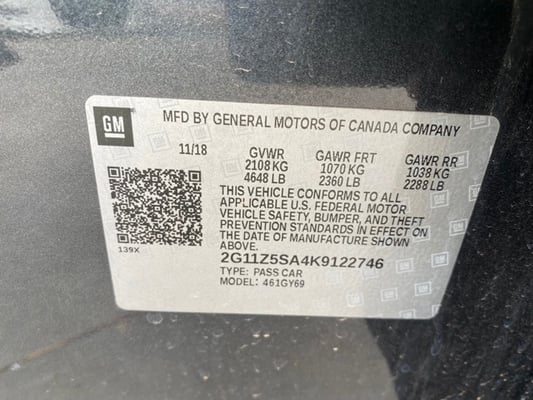 GM MFD BY GENERAL MOTORS OF CANADA COMPANY
11/18 GVWR GAWR FRT GAWR RR
2108 KG 1070 KG 1038 KG
4648 LB 2360 LB 2288 LB
THIS VEHICLE CONFORMS TO ALL
APPLICABLE U.S. FEDERAL MOTOR
VEHICLE SAFETY, BUMPER, AND THEFT
PREVENTION STANDARDS IN EFFECT ON
THE DATE OF MANUFACTURE SHOWN
ABOVE.
139X
2G11Z5SA4K9122746
TYPE: PASS CAR
MODEL: 461GY69